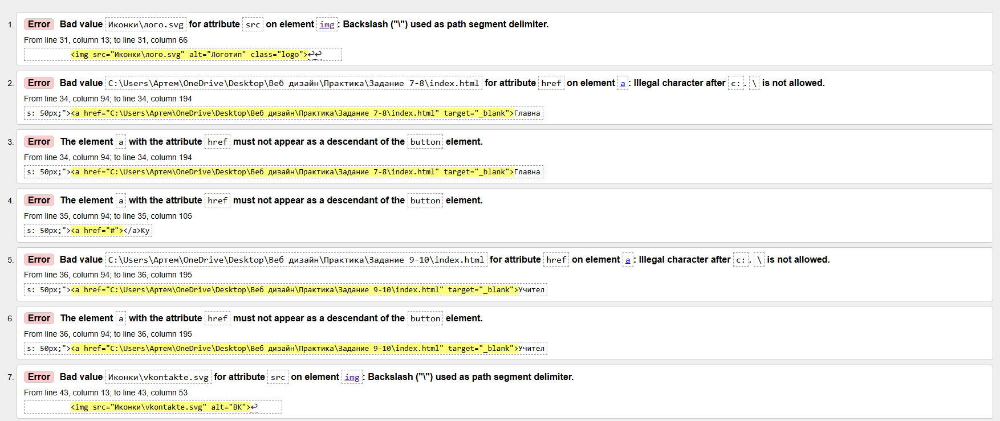 1. Error Bad value Иконки\лого.svg for attribute src on element img: Backslash ("\") used as path segment delimiter.
From line 31, column 13; to line 31, column 66
<img src="Иконки\лого.svg" alt="Логотип" class="logo">↩↩
2. Error Bad value C:\Users\Артем\OneDrive\Desktop\Веб дизайн\Практика\Задание 7-8\index.html for attribute href on element a: Illegal character after c:. \ is not allowed.
From line 34, column 94; to line 34, column 194
s: 50px;"><a href="C:\Users\Артем\OneDrive\Desktop\Веб дизайн\Практика\Задание 7-8\index.html" target="_blank">Главна
3. Error The element a with the attribute href must not appear as a descendant of the button element.
From line 34, column 94; to line 34, column 194
s: 50px;"><a href="C:\Users\Артем\OneDrive\Desktop\Веб дизайн\Практика\Задание 7-8\index.html" target="_blank">Главна
4. Error The element a with the attribute href must not appear as a descendant of the button element.
From line 35, column 94; to line 35, column 105
s: 50px;"><a href="#"></a>Ку
5. Error Bad value C:\Users\Артем\OneDrive\Desktop\Веб дизайн\Практика\Задание 9-10\index.html for attribute href on element a: Illegal character after c:. \ is not allowed.
From line 36, column 94; to line 36, column 195
s: 50px;"><a href="C:\Users\Артем\OneDrive\Desktop\Веб дизайн\Практика\Задание 9-10\index.html" target="_blank">Учител
6. Error The element a with the attribute href must not appear as a descendant of the button element.
From line 36, column 94; to line 36, column 195
s: 50px;"><a href="C:\Users\Артем\OneDrive\Desktop\Веб дизайн\Практика\Задание 9-10\index.html" target="_blank">Учител
7. Error Bad value Иконки\vkontakte.svg for attribute src on element img: Backslash ("\") used as path segment delimiter.
From line 43, column 13; to line 43, column 53
<img src="Иконки\vkontakte.svg" alt="ВК">↩